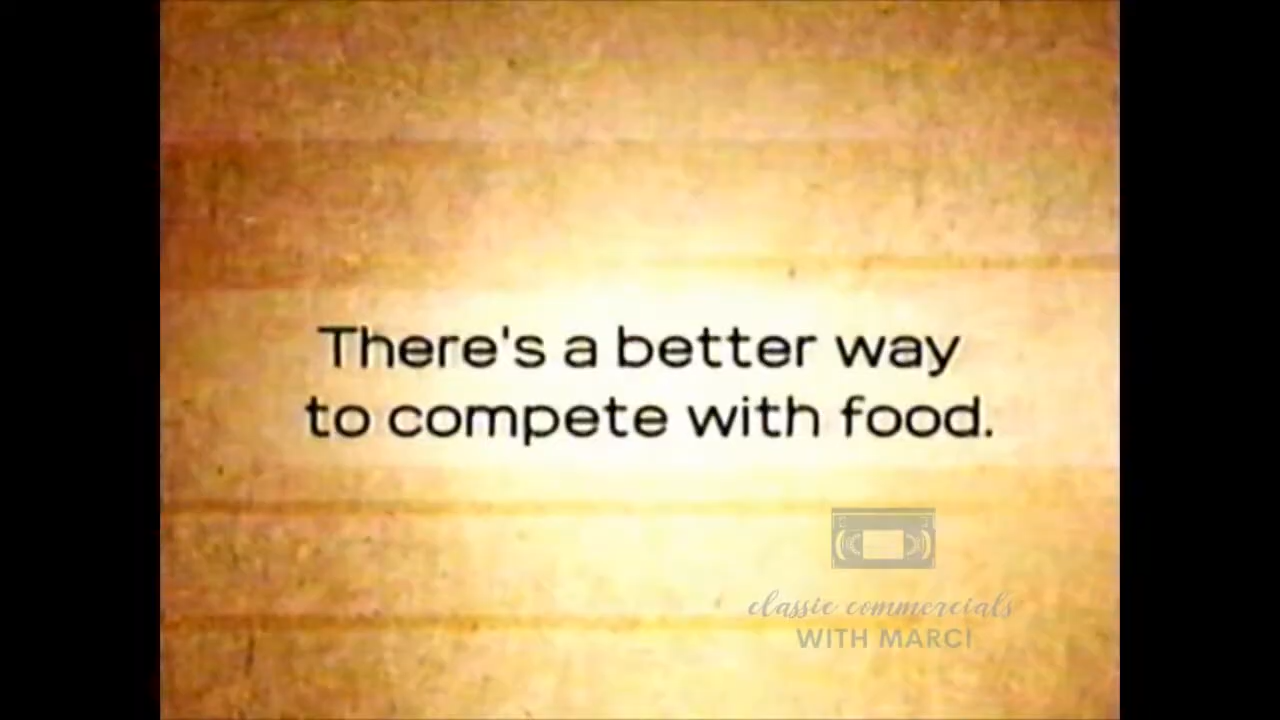 There's a better way
to compete with food.
classic commercials
WITH MARCI